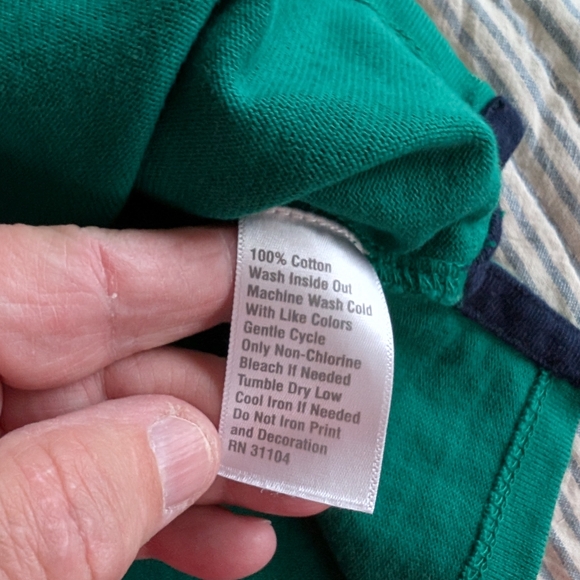 100% Cotton
Wash Inside Out
Machine Wash Cold
With Like Colors
Gentle Cycle
Only Non-Chlorine
Bleach If Needed
Tumble Dry Low
Cool Iron If Needed
Do Not Iron Print
and Decoration
RN 31104